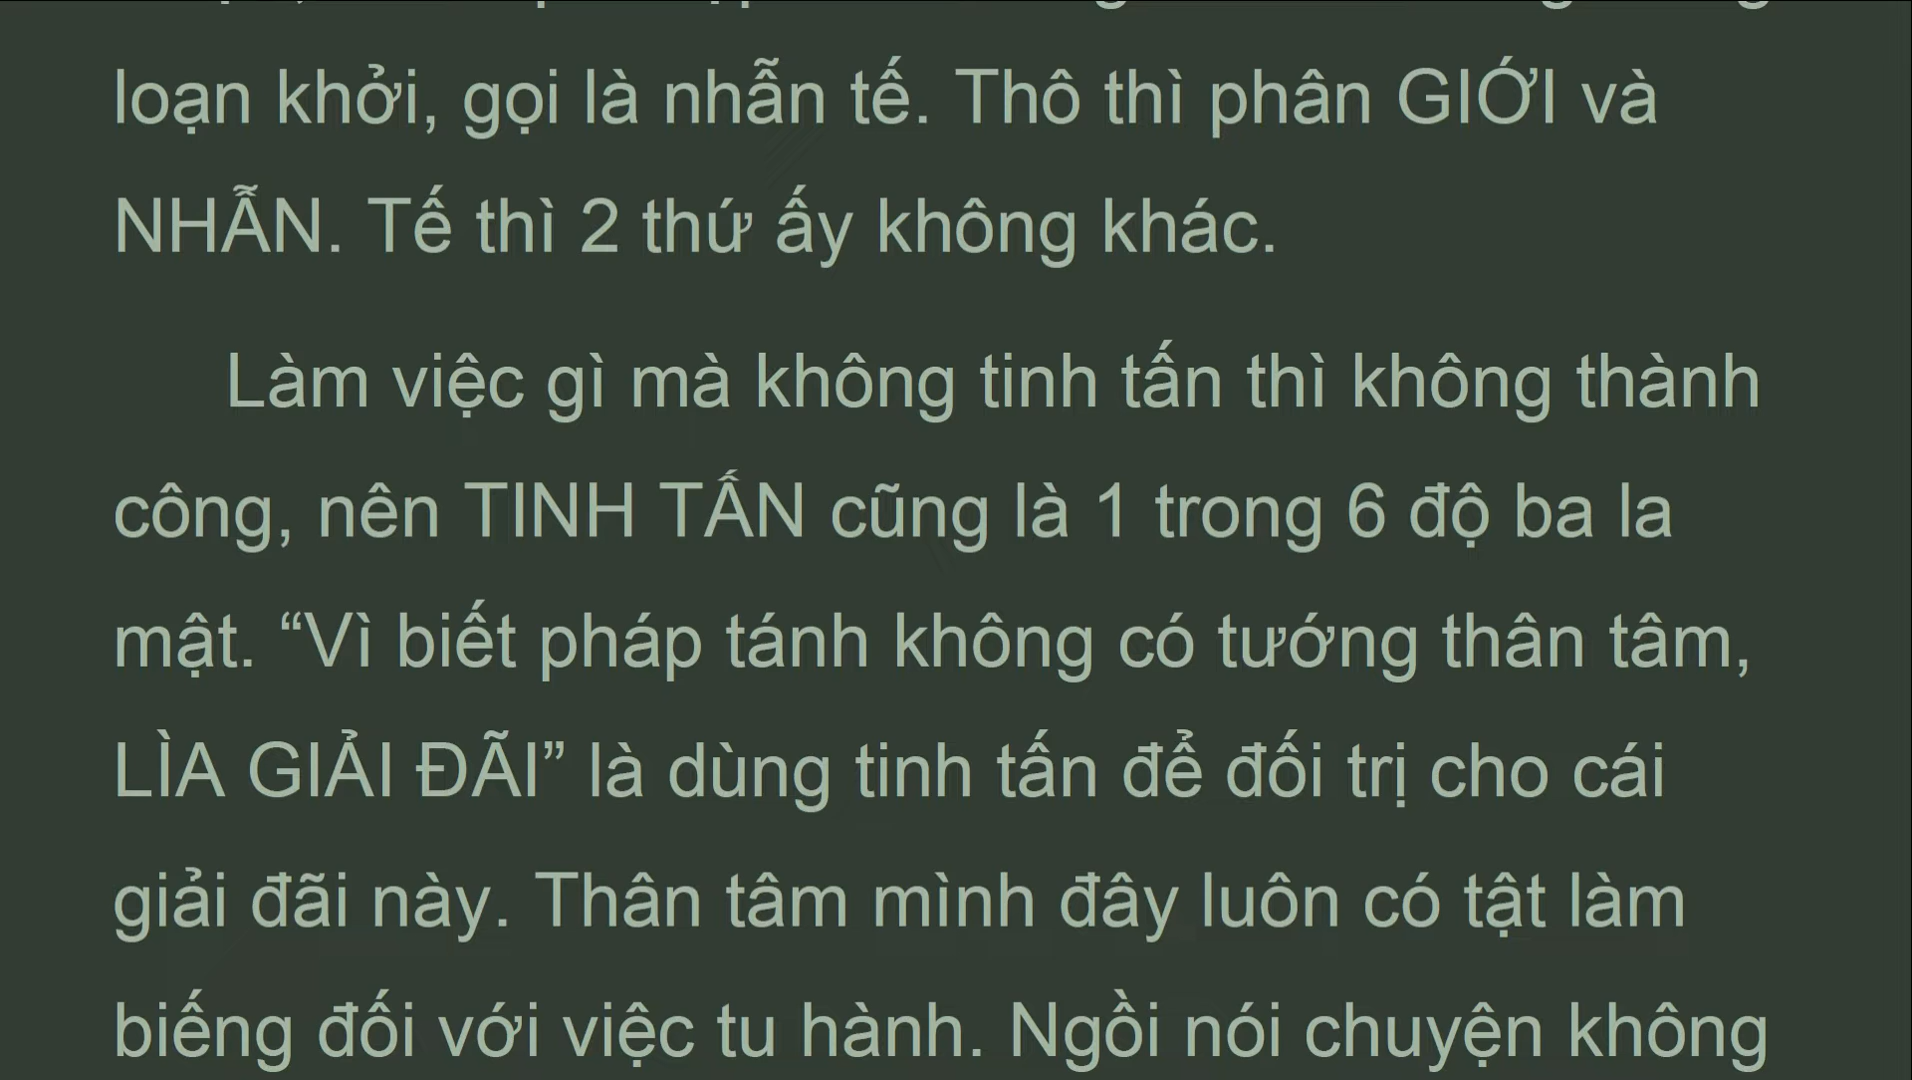 loạn khởi, gọi là nhẫn tế. Thô thì phân GIỚI và
NHẪN. Tế thì 2 thứ ấy không khác.
Làm việc gì mà không tinh tấn thì không thành
công, nên TINH TẤN cũng là 1 trong 6 độ ba la
mật. “Vì biết pháp tánh không có tướng thân tâm,
LÌA GIẢI ĐÃI” là dùng tinh tấn để đối trị cho cái
giải đãi này. Thân tâm mình đây luôn có tật làm
biếng đối với việc tu hành. Ngồi nói chuyện không